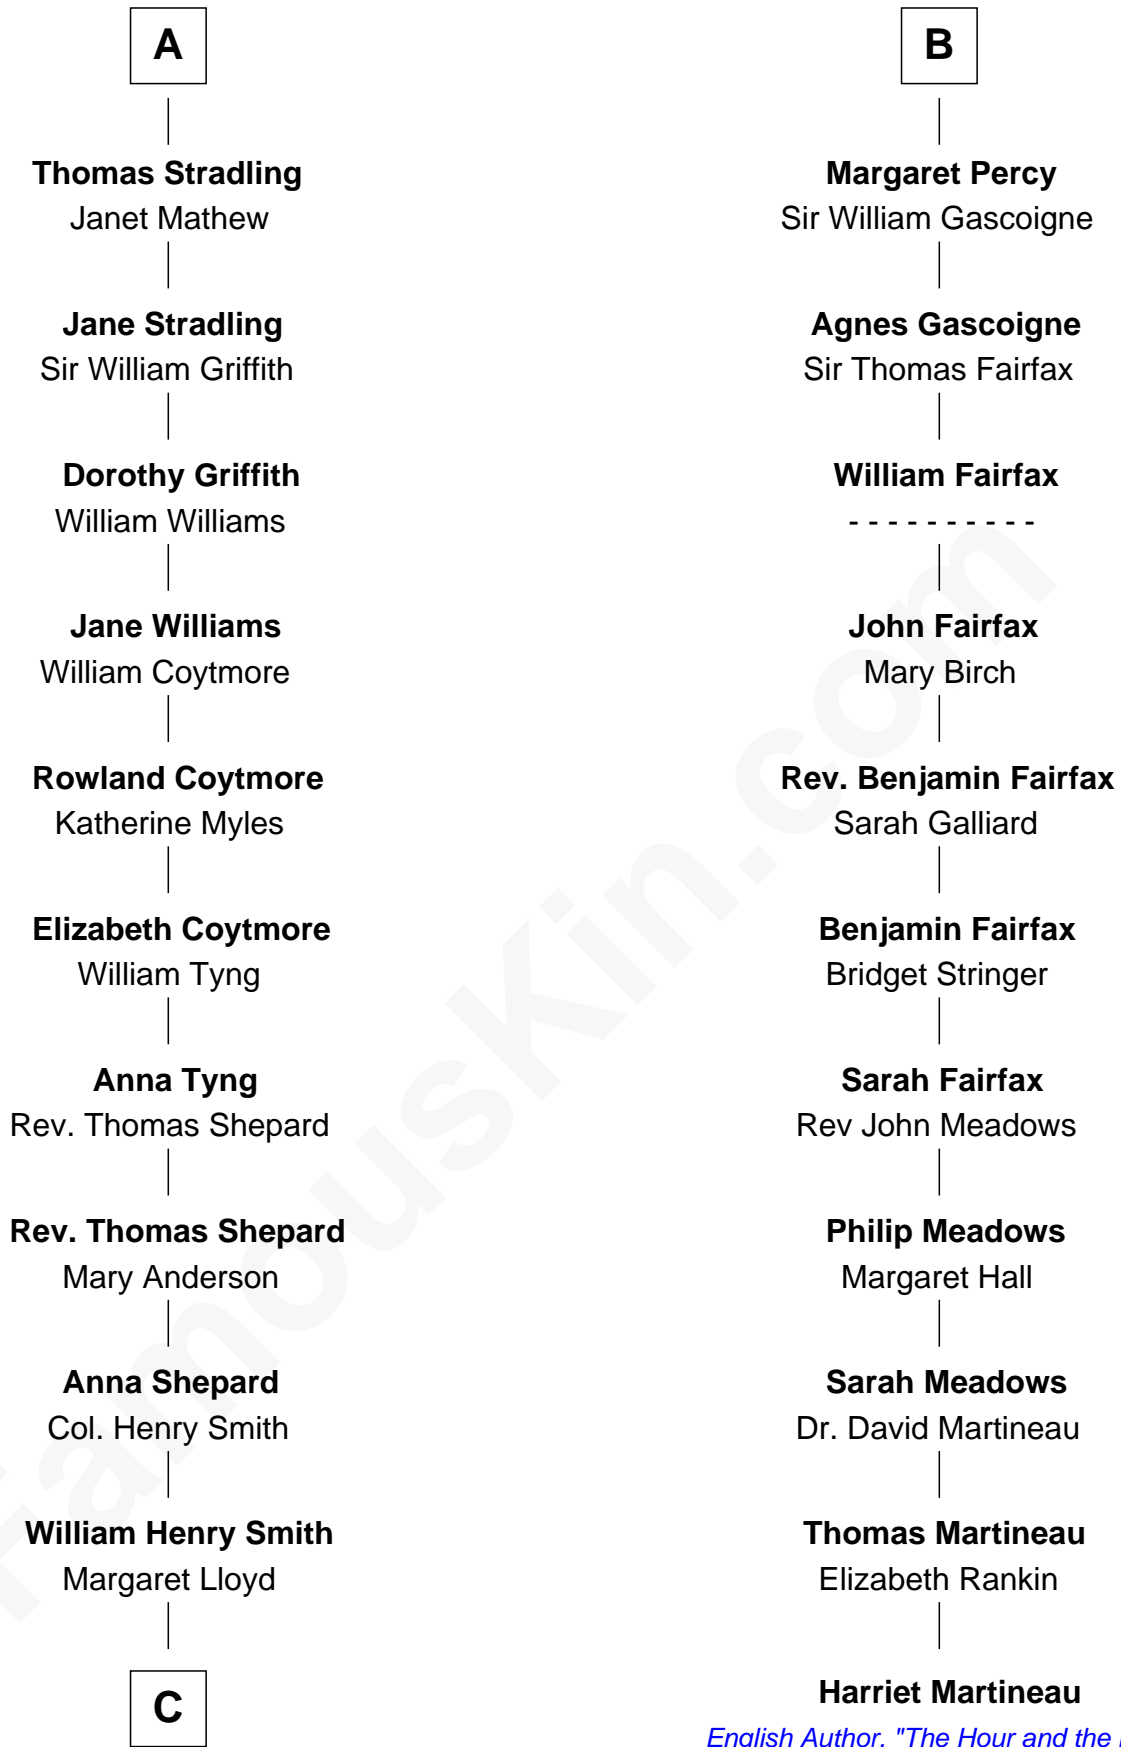 A
Thomas Stradling
Janet Mathew
Jane Stradling
Sir William Griffith
Dorothy Griffith
William Williams
Jane Williams
William Coytmore
Rowland Coytmore
Katherine Myles
Elizabeth Coytmore
William Tyng
Anna Tyng
Rev. Thomas Shepard
Rev. Thomas Shepard
Mary Anderson
Anna Shepard
Col. Henry Smith
William Henry Smith
Margaret Lloyd
C
B
Margaret Percy
Sir William Gascoigne
Agnes Gascoigne
Sir Thomas Fairfax
William Fairfax
- - - - - - - - - -
John Fairfax
Mary Birch
Rev. Benjamin Fairfax
Sarah Galliard
Benjamin Fairfax
Bridget Stringer
Sarah Fairfax
Rev John Meadows
Philip Meadows
Margaret Hall
Sarah Meadows
Dr. David Martineau
Thomas Martineau
Elizabeth Rankin
Harriet Martineau
English Author, "The Hour and the
FamousKin.com